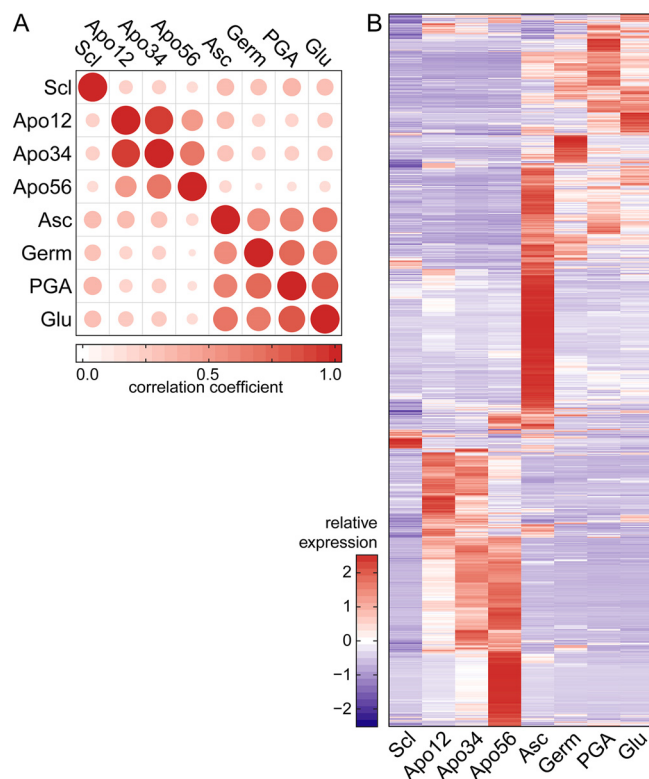 A
Scl Apo12 Apo34 Apo56 Asc Germ PGA Glu
Scl
Apo12
Apo34
Apo56
Asc
Germ
PGA
Glu
0.0 0.5 1.0
correlation coefficient
B
relative
expression
2
1
0
-1
-2
Scl Apo12 Apo34 Apo56 Asc Germ PGA Glu